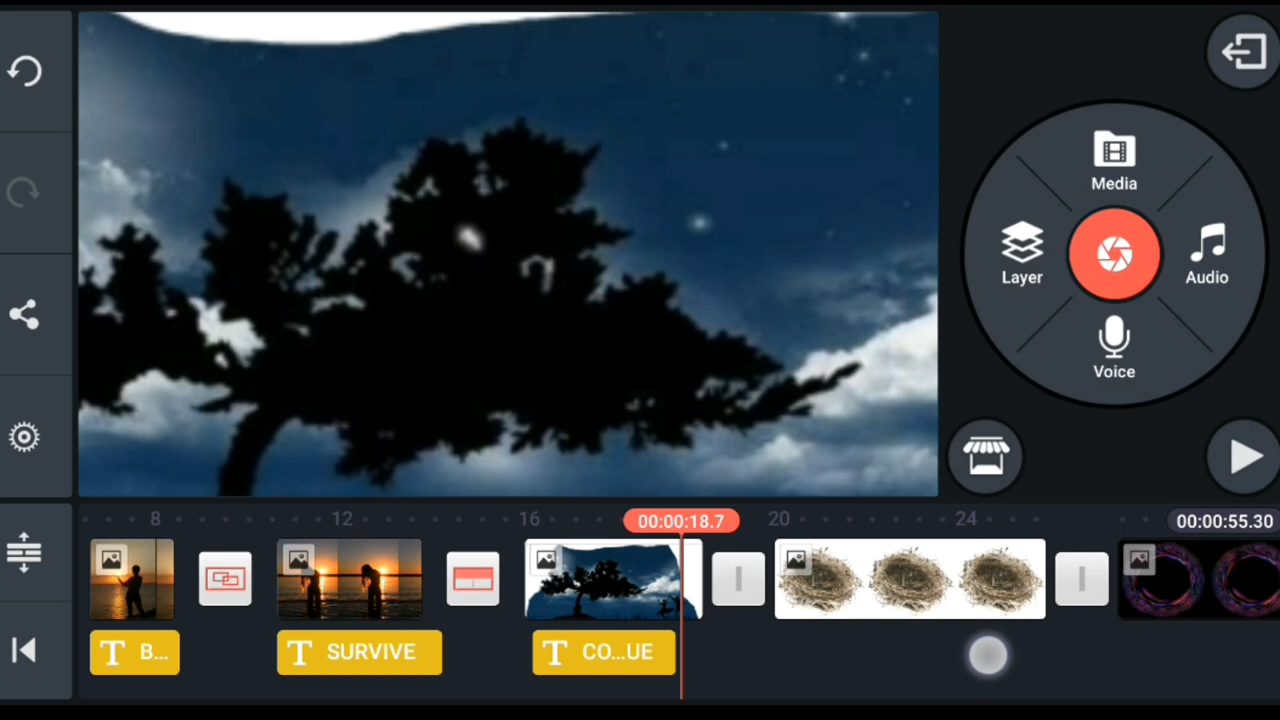 Media
Layer
Audio
Voice
8
12
16
00:00:18.7
20
24
00:00:55.30
T B...
T SURVIVE
T CO...UE